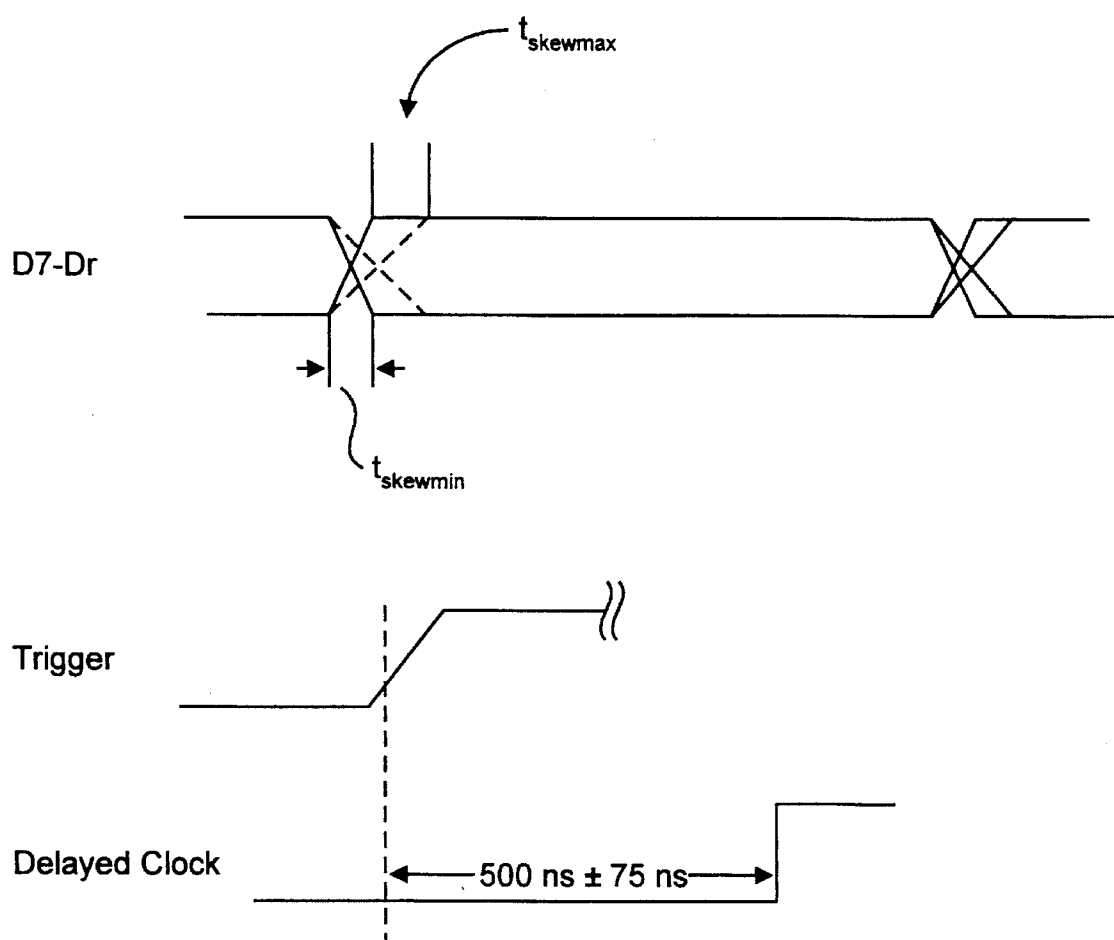 tskewmax
D7-Dr
tskewmin
Trigger
Delayed Clock
500 ns ± 75 ns